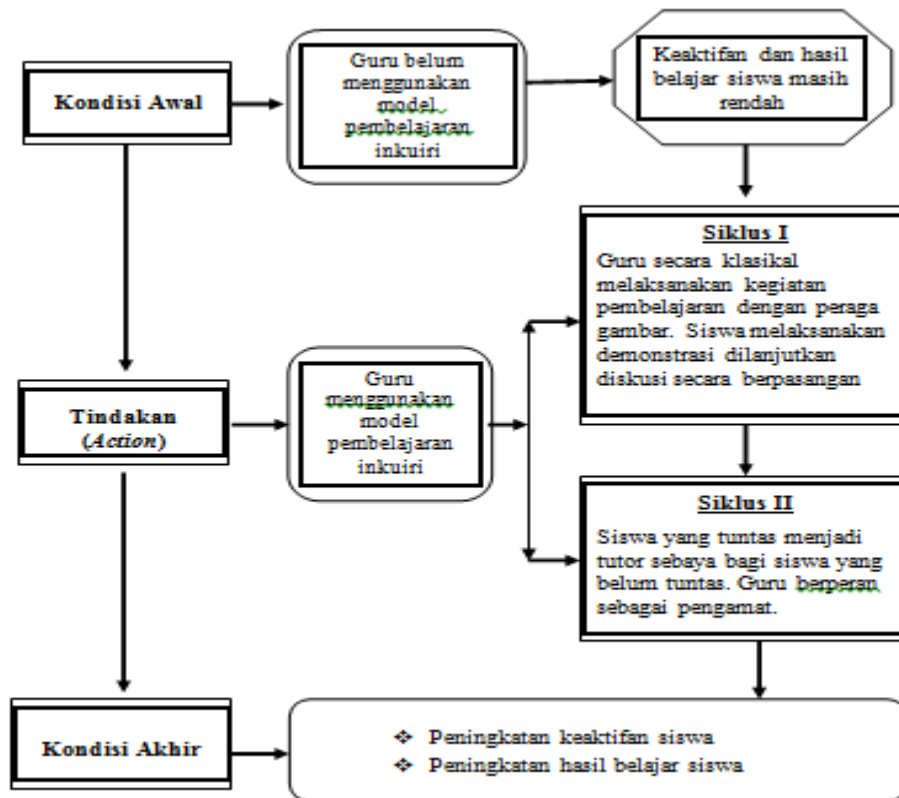 Kondisi Awal
Guru belum
menggunakan
model
pembelajaran
inkuiri
Keaktifan dan hasil
belajar siswa masih
rendah
Siklus I
Guru secara klasikal
melaksanakan kegiatan
pembelajaran dengan peraga
gambar. Siswa melaksanakan
demonstrasi dilanjutkan
diskusi secara berpasangan
Tindakan
(Action)
Guru
menggunakan
model
pembelajaran
inkuiri
Siklus II
Siswa yang tuntas menjadi
tutor sebaya bagi siswa yang
belum tuntas. Guru berperan
sebagai pengamat.
Kondisi Akhir
❖ Peningkatan keaktifan siswa
❖ Peningkatan hasil belajar siswa